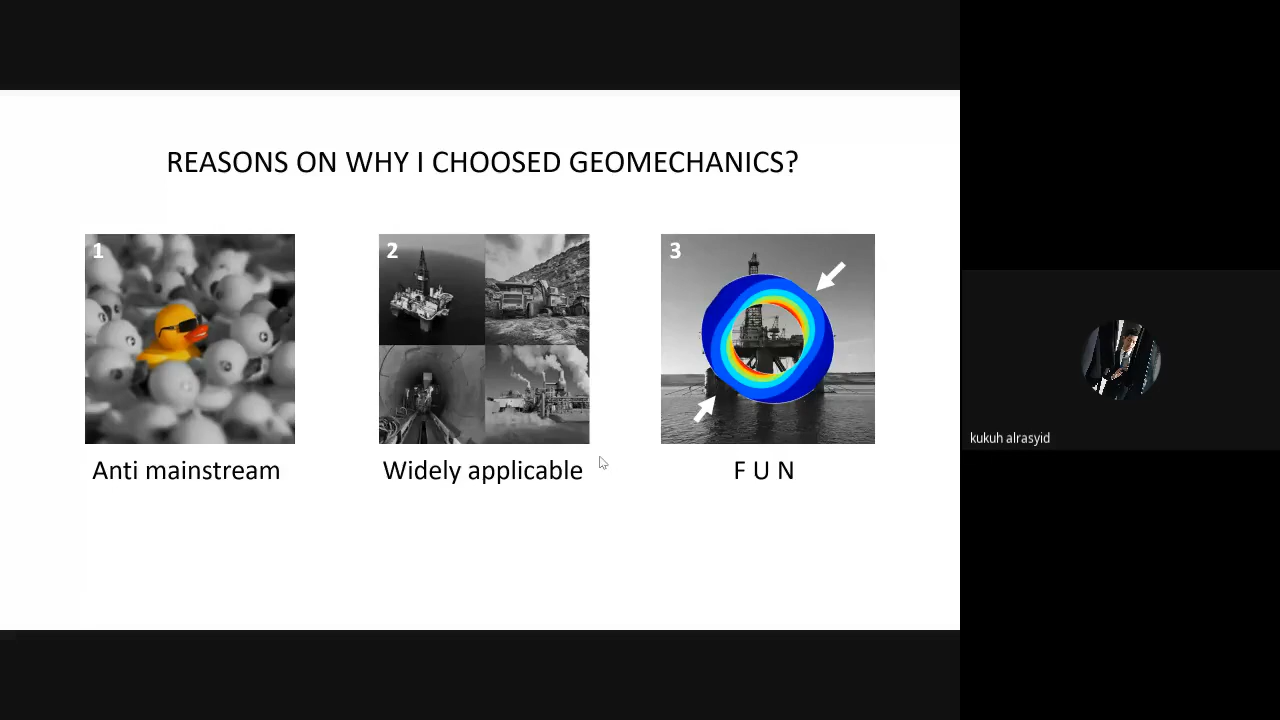 REASONS ON WHY I CHOOSED GEOMECHANICS?
1
2
3
Anti mainstream
Widely applicable
F U N
kukuh alrasyid